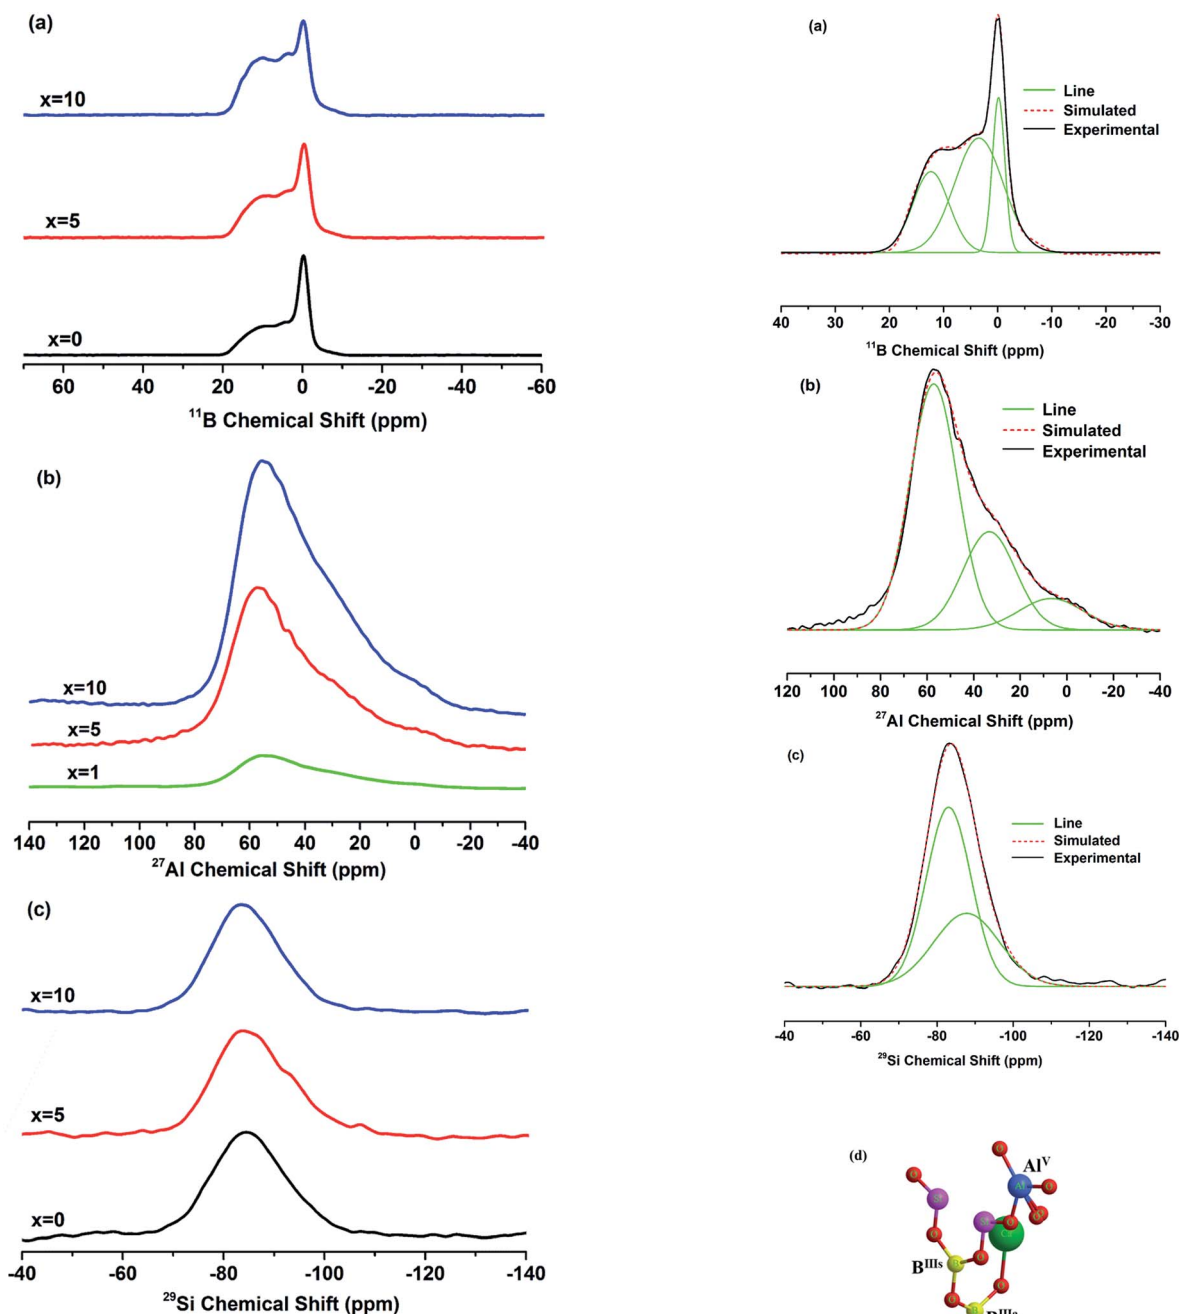 (a)
x=10
x=5
x=0
60 40 20 0 -20 -40 -60
¹¹B Chemical Shift (ppm)
(b)
x=10
x=5
x=1
140 120 100 80 60 40 20 0 -20 -40
²⁷Al Chemical Shift (ppm)
(c)
x=10
x=5
x=0
-40 -60 -80 -100 -120 -140
²⁹Si Chemical Shift (ppm)
(a)
Line
Simulated
Experimental
40 30 20 10 0 -10 -20 -30
¹¹B Chemical Shift (ppm)
(b)
Line
Simulated
Experimental
120 100 80 60 40 20 0 -20 -40
²⁷Al Chemical Shift (ppm)
(c)
Line
Simulated
Experimental
-40 -60 -80 -100 -120 -140
²⁹Si Chemical Shift (ppm)
(d)
Alⱽ
Bᴵᴵᴵˢ